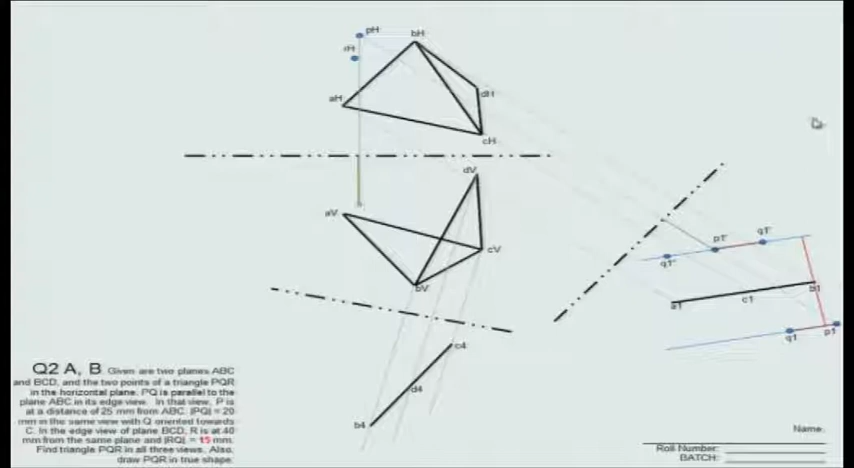 pH
bH
rH
aH
dH
cH
dV
aV
cV
bV
p1'
q1'
q1'
a1
c1
b1
q1
p1
c4
d4
b4
Q2 A, B Given are two planes ABC
and BCD, and the two points of a triangle PQR
in the horizontal plane. PQ is parallel to the
plane ABC in its edge view. In that view, P is
at a distance of 25 mm from ABC. |PQ| = 20
mm in the same view with Q oriented towards
C. In the edge view of plane BCD, R is at 40
mm from the same plane and |RQ| = 15 mm.
Find triangle PQR in all three views. Also,
draw PQR in true shape.
Name:
Roll Number:
BATCH: